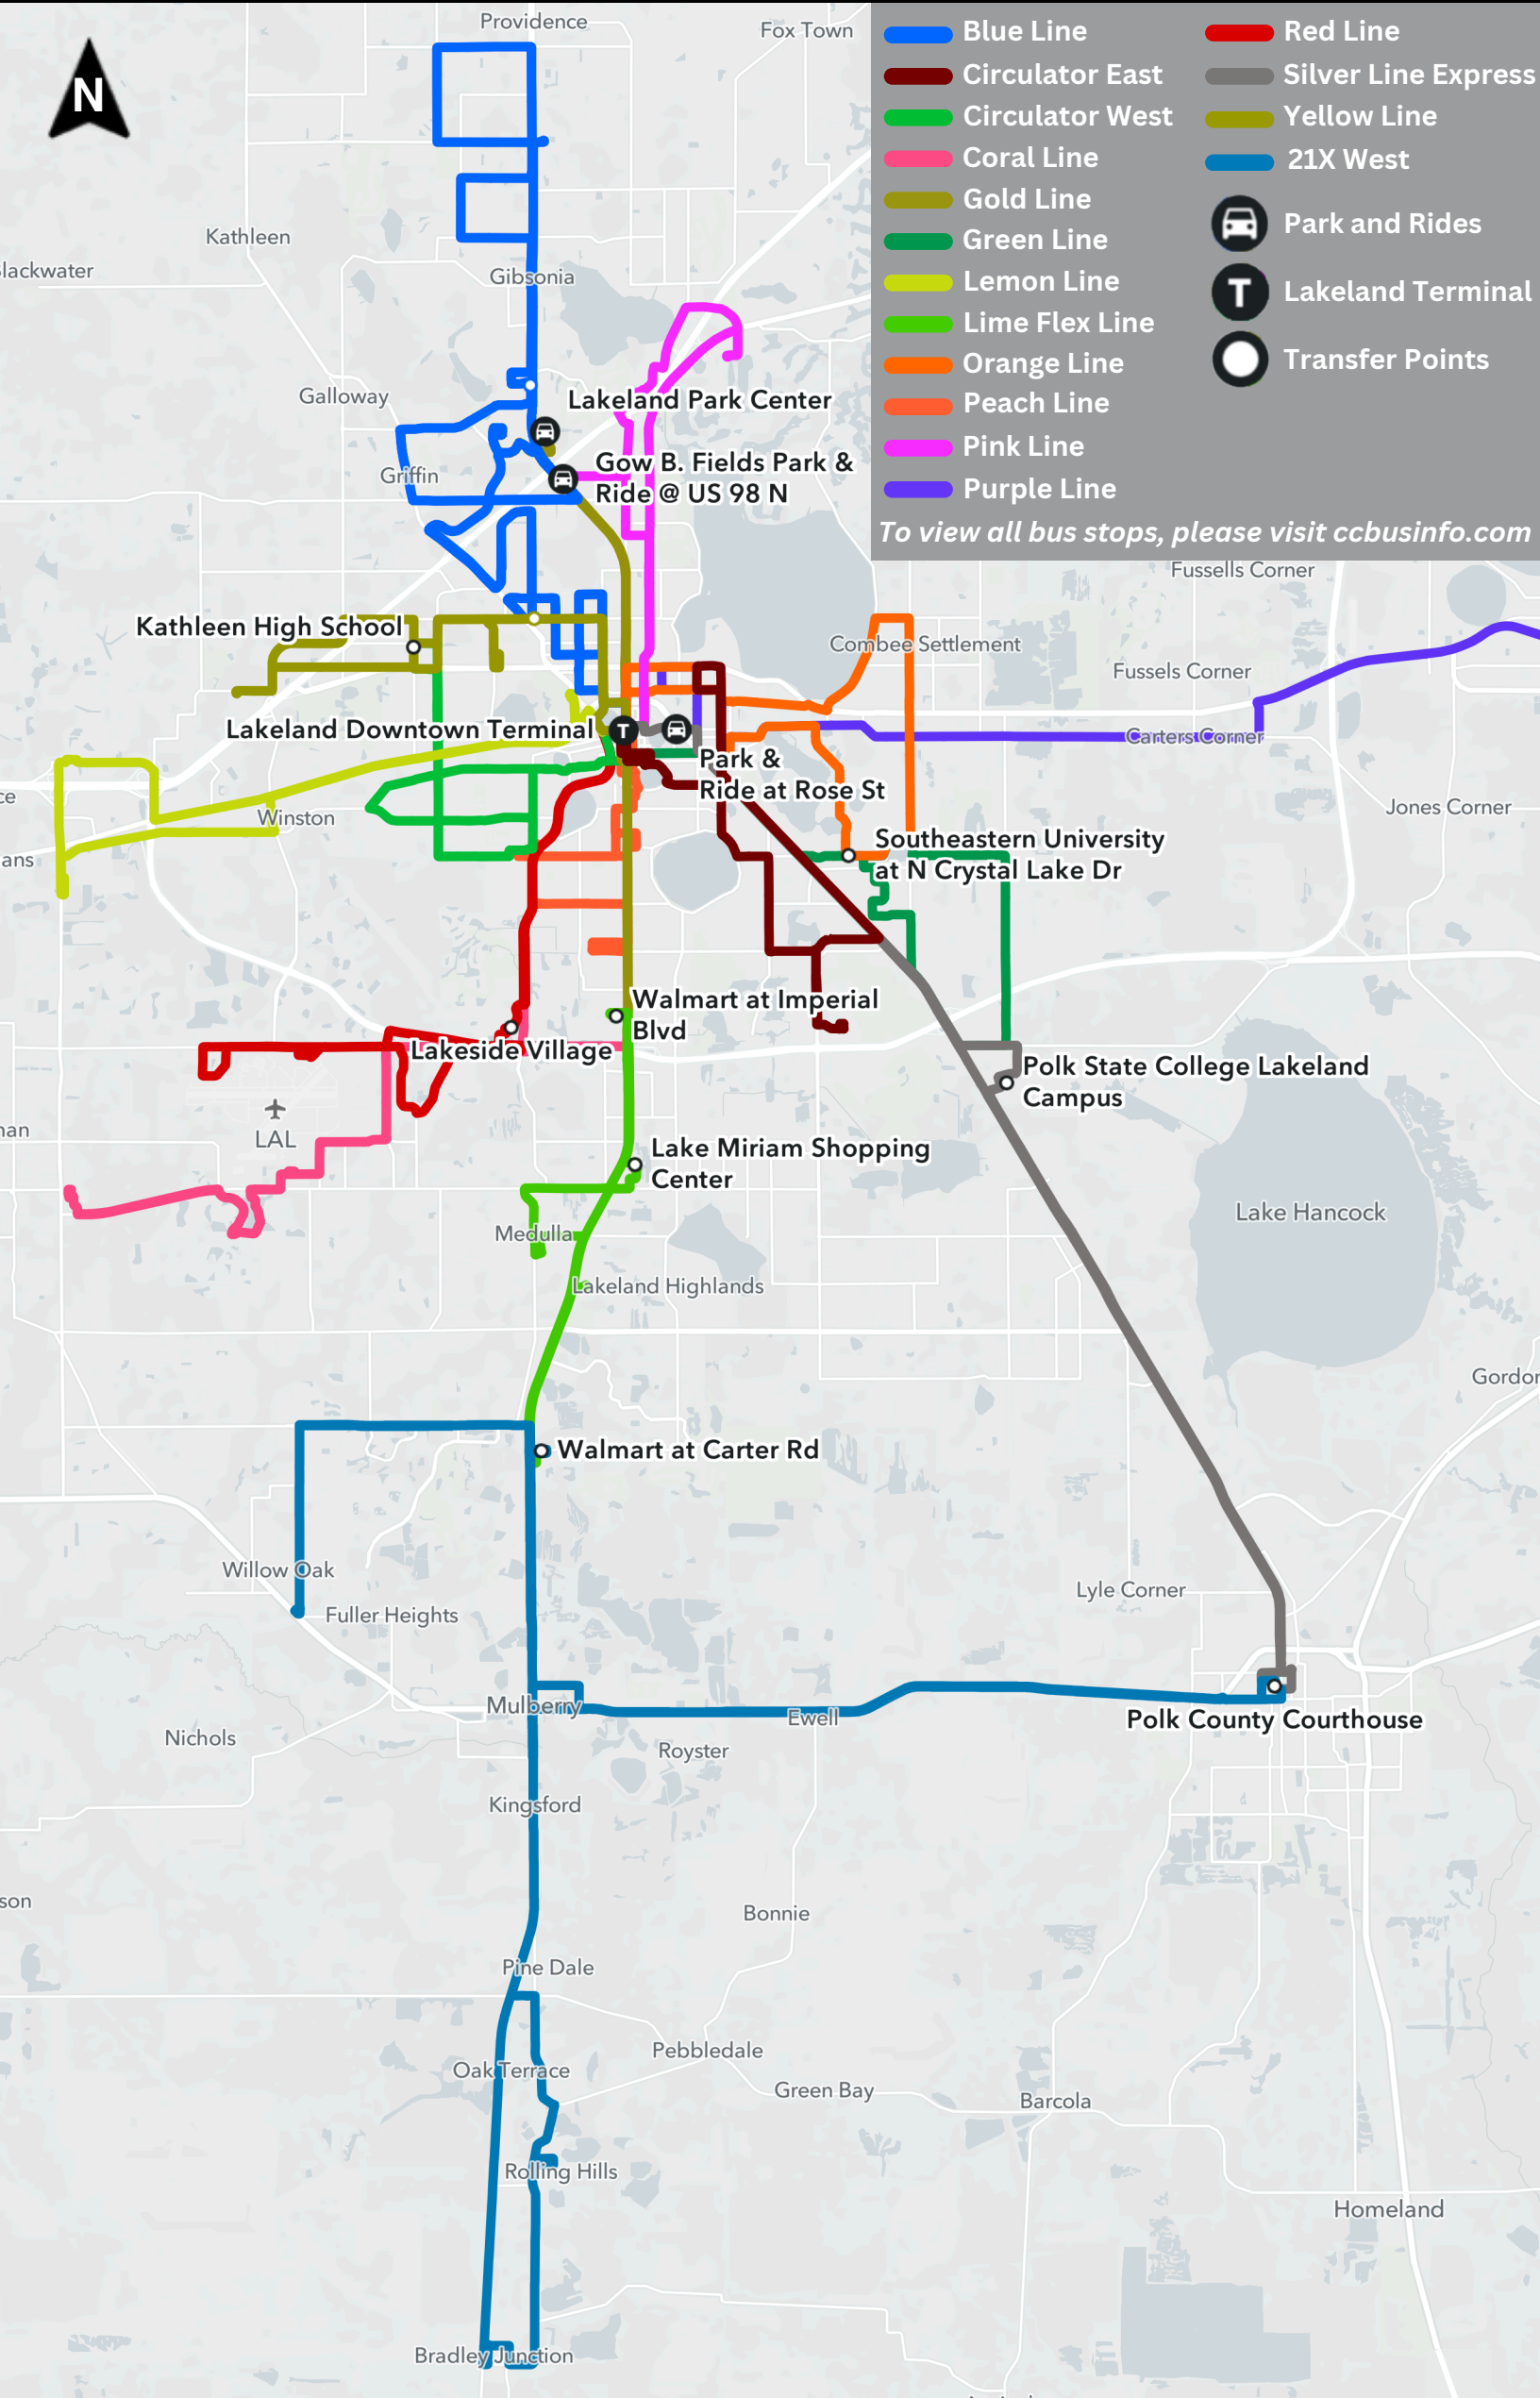 Providence
Fox Town
N
Kathleen
lackwater
Gibsonia
Galloway
Griffin
Blue Line
Circulator East
Circulator West
Coral Line
Gold Line
Green Line
Lemon Line
Lime Flex Line
Orange Line
Peach Line
Pink Line
Purple Line
Red Line
Silver Line Express
Yellow Line
21X West
Park and Rides
T
Lakeland Terminal
Transfer Points
To view all bus stops, please visit ccbusinfo.com
Lakeland Park Center
Gow B. Fields Park &
Ride @ US 98 N
Fussells Corner
Kathleen High School
Combee Settlement
Fussels Corner
Lakeland Downtown Terminal
T
Carters Corner
Park &
Ride at Rose St
ce
Winston
Jones Corner
ans
Southeastern University
at N Crystal Lake Dr
Walmart at Imperial
Blvd
Lakeside Village
Polk State College Lakeland
Campus
nan
LAL
Lake Miriam Shopping
Center
Lake Hancock
Medulla
Lakeland Highlands
Gordon
Walmart at Carter Rd
Willow Oak
Fuller Heights
Lyle Corner
Mulberry
Ewell
Polk County Courthouse
Nichols
Royster
Kingsford
son
Bonnie
Pine Dale
Pebbledale
Oak Terrace
Green Bay
Barcola
Rolling Hills
Homeland
Bradley Junction